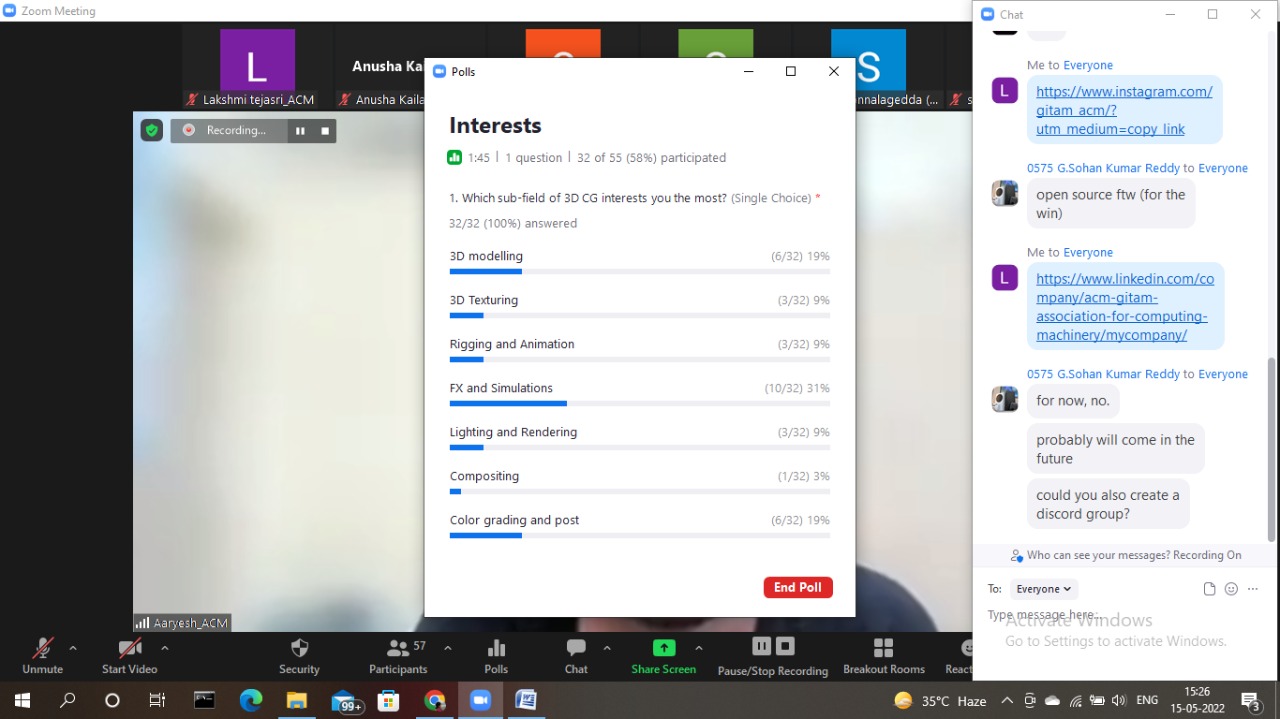 Zoom Meeting
L
Anusha Ka
S
Lakshmi tejasri_ACM
Anusha Kaila
nnalagedda (...
s
Recording...
Polls
Interests
1:45 | 1 question | 32 of 55 (58%) participated
1. Which sub-field of 3D CG interests you the most? (Single Choice) *
32/32 (100%) answered
3D modelling (6/32) 19%
3D Texturing (3/32) 9%
Rigging and Animation (3/32) 9%
FX and Simulations (10/32) 31%
Lighting and Rendering (3/32) 9%
Compositing (1/32) 3%
Color grading and post (6/32) 19%
End Poll
Aaryesh_ACM
Chat
Me to Everyone
L
https://www.instagram.com/
gitam_acm/?
utm_medium=copy_link
0575 G.Sohan Kumar Reddy to Everyone
open source ftw (for the
win)
Me to Everyone
L
https://www.linkedin.com/co
mpany/acm-gitam-
association-for-computing-
machinery/mycompany/
0575 G.Sohan Kumar Reddy to Everyone
for now, no.
probably will come in the
future
could you also create a
discord group?
Who can see your messages? Recording On
To: Everyone
Type message here...
Activate Windows
Go to Settings to activate Windows.
Unmute
Start Video
Security
57
Participants
Polls
Chat
Share Screen
Pause/Stop Recording
Breakout Rooms
React
99+
35°C Haze
ENG
15:26
15-05-2022
3